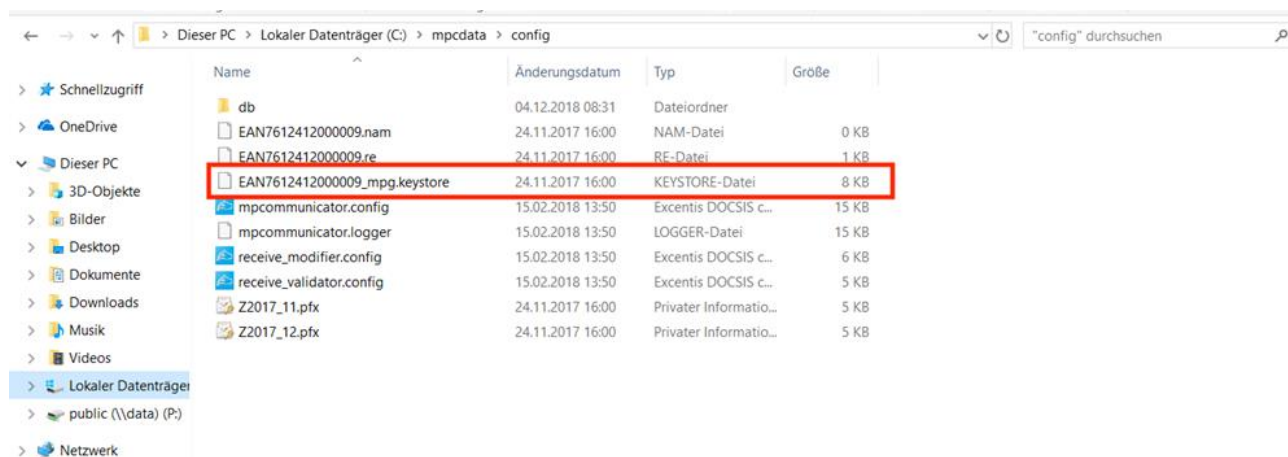 Dieser PC > Lokaler Datenträger (C:) > mpcdata > config
"config" durchsuchen
Name Änderungsdatum Typ Größe
Schnellzugriff
OneDrive
Dieser PC
3D-Objekte
Bilder
Desktop
Dokumente
Downloads
Musik
Videos
Lokaler Datenträger
public (\\data) (P:)
Netzwerk
db 04.12.2018 08:31 Dateiordner
EAN7612412000009.nam 24.11.2017 16:00 NAM-Datei 0 KB
EAN7612412000009.re 24.11.2017 16:00 RE-Datei 1 KB
EAN7612412000009_mpg.keystore 24.11.2017 16:00 KEYSTORE-Datei 8 KB
mpcommunicator.config 15.02.2018 13:50 Excentis DOCSIS c... 15 KB
mpcommunicator.logger 15.02.2018 13:50 LOGGER-Datei 15 KB
receive_modifier.config 15.02.2018 13:50 Excentis DOCSIS c... 6 KB
receive_validator.config 15.02.2018 13:50 Excentis DOCSIS c... 5 KB
Z2017_11.pfx 24.11.2017 16:00 Privater Informatio... 5 KB
Z2017_12.pfx 24.11.2017 16:00 Privater Informatio... 5 KB